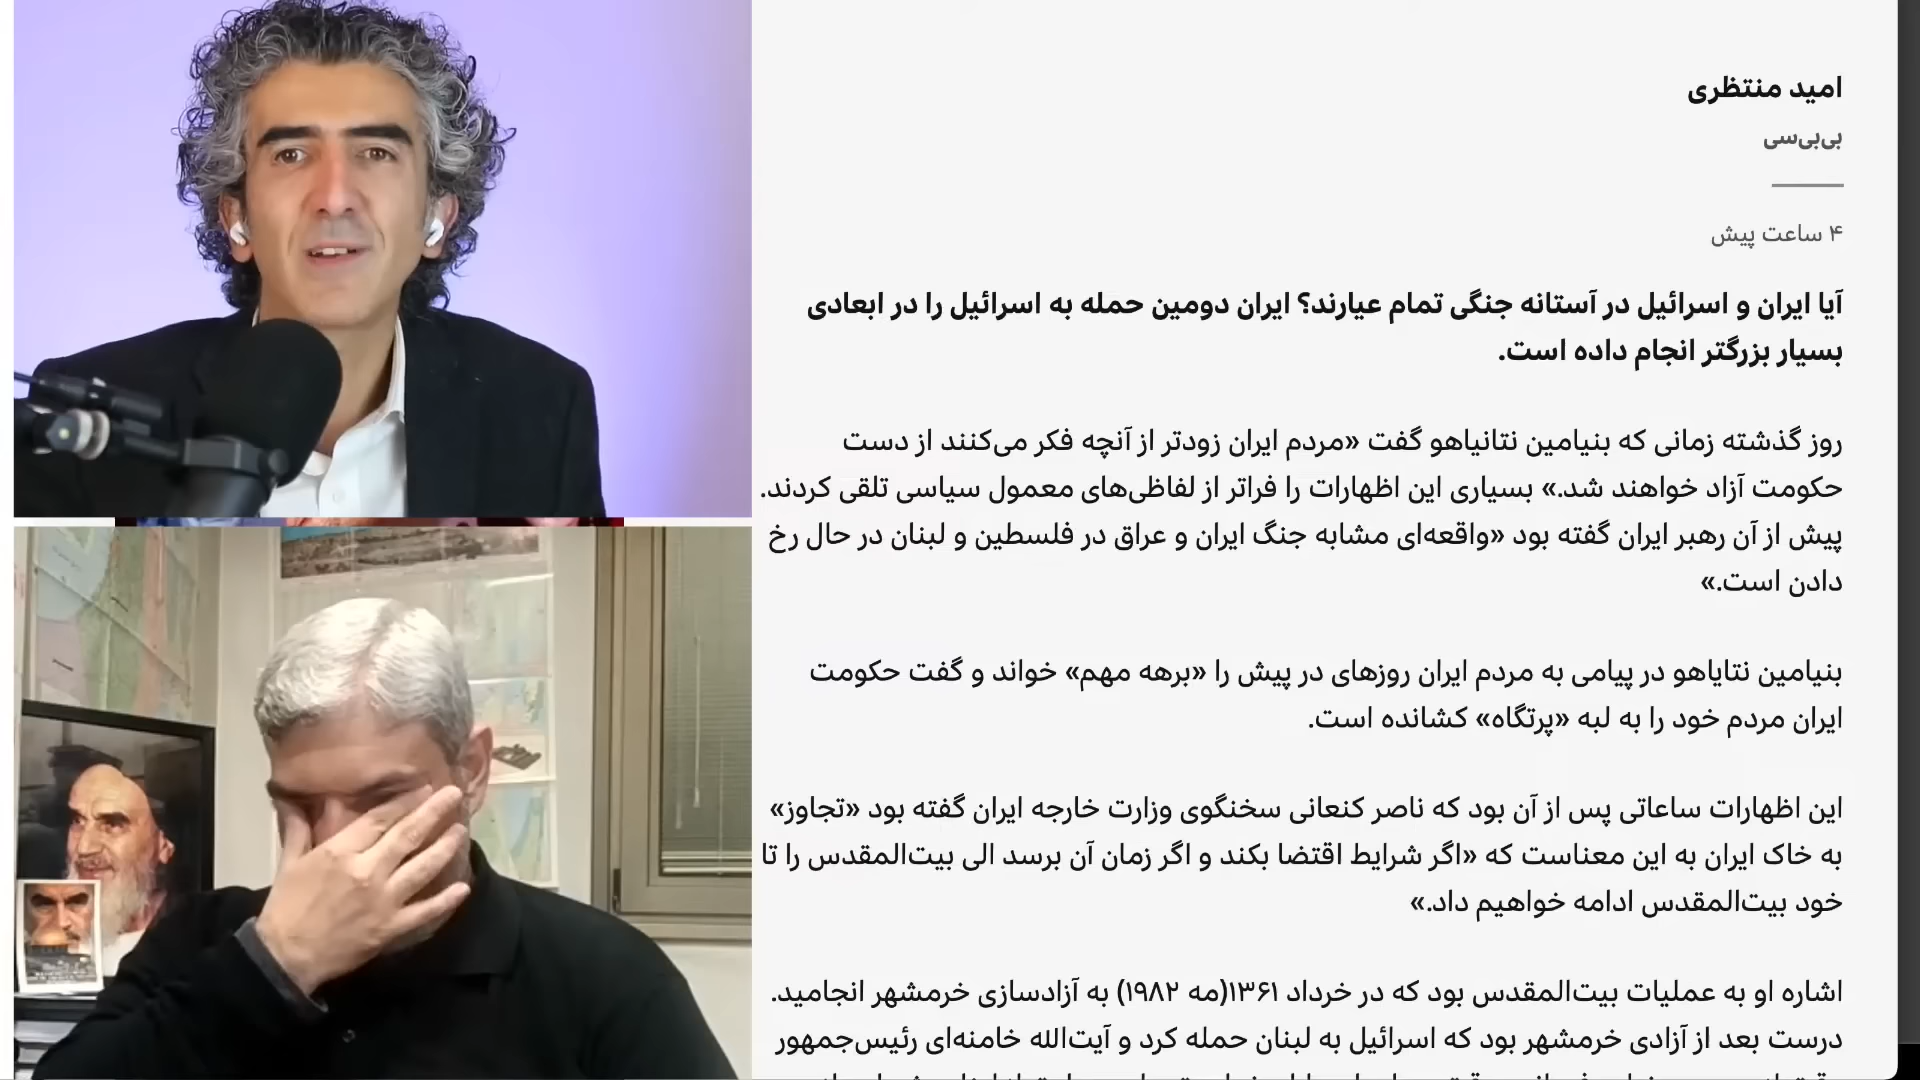 امید منتظری
بی‌بی‌سی
۴ ساعت پیش
آیا ایران و اسرائیل در آستانه جنگی تمام عیارند؟ ایران دومین حمله به اسرائیل را در ابعادی
بسیار بزرگتر انجام داده است.
روز گذشته زمانی که بنیامین نتانیاهو گفت «مردم ایران زودتر از آنچه فکر می‌کنند از دست
حکومت آزاد خواهند شد.» بسیاری این اظهارات را فراتر از لفاظی‌های معمول سیاسی تلقی کردند.
پیش از آن رهبر ایران گفته بود «واقعه‌ای مشابه جنگ ایران و عراق در فلسطین و لبنان در حال رخ
دادن است.»
بنیامین نتایاهو در پیامی به مردم ایران روزهای در پیش را «برهه مهم» خواند و گفت حکومت
ایران مردم خود را به لبه «پرتگاه» کشانده است.
این اظهارات ساعاتی پس از آن بود که ناصر کنعانی سخنگوی وزارت خارجه ایران گفته بود «تجاوز»
به خاک ایران به این معناست که «اگر شرایط اقتضا بکند و اگر زمان آن برسد الی بیت‌المقدس را تا
خود بیت‌المقدس ادامه خواهیم داد.»
اشاره او به عملیات بیت‌المقدس بود که در خرداد ۱۳۶۱(مه ۱۹۸۲) به آزادسازی خرمشهر انجامید.
درست بعد از آزادی خرمشهر بود که اسرائیل به لبنان حمله کرد و آیت‌الله خامنه‌ای رئیس‌جمهور